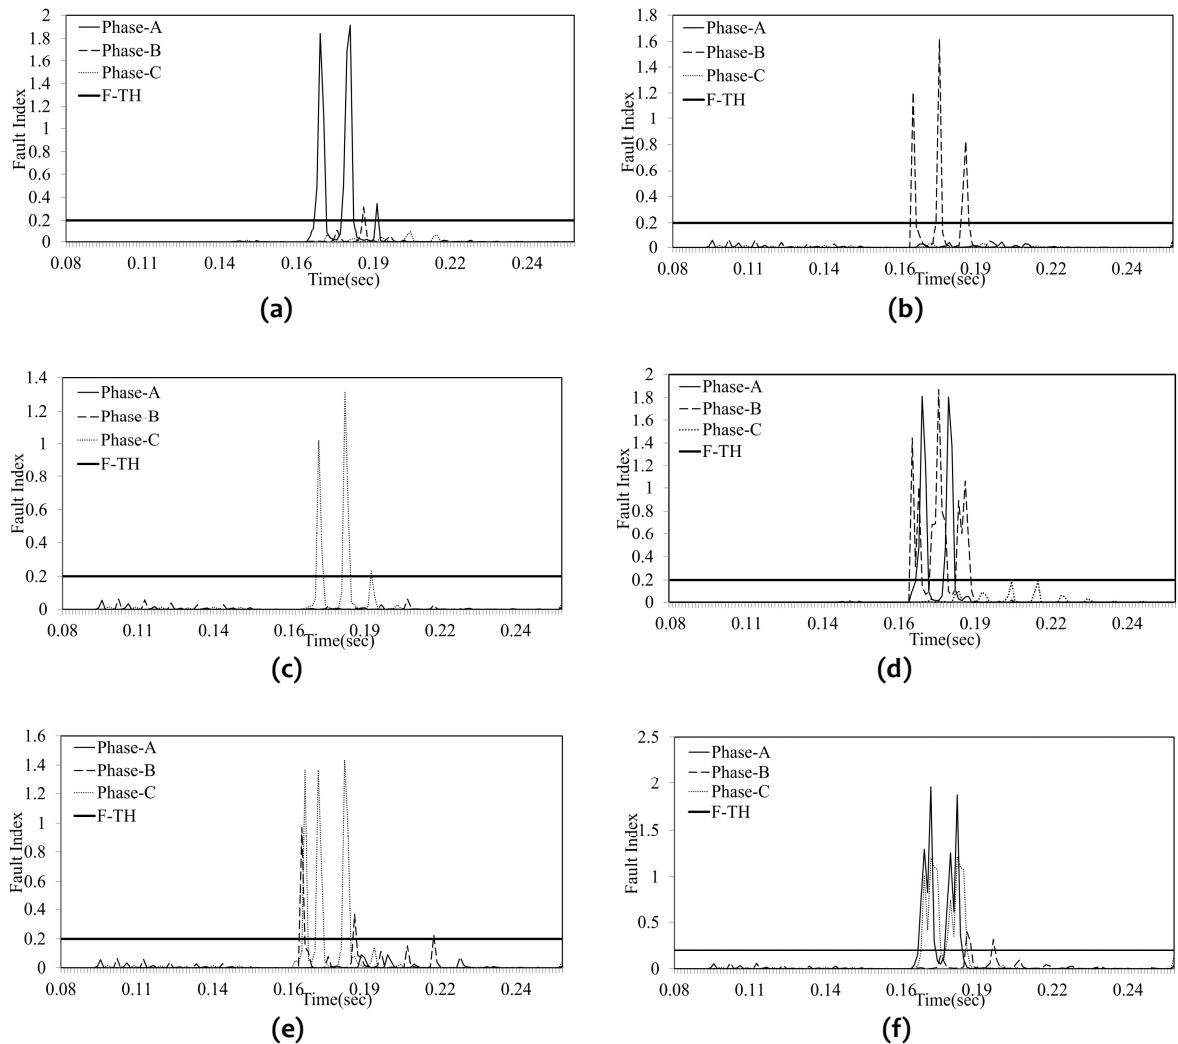 2
1.8
1.6
1.4
1.2
1
0.8
0.6
0.4
0.2
0
Fault Index
Phase-A
Phase-B
Phase-C
F-TH
0.08 0.11 0.14 0.16 0.19 0.22 0.24
Time(sec)
(a)
1.8
1.6
1.4
1.2
1
0.8
0.6
0.4
0.2
0
Fault Index
Phase-A
Phase-B
Phase-C
F-TH
0.08 0.11 0.14 0.16 0.19 0.22 0.24
Time(sec)
(b)
1.4
1.2
1
0.8
0.6
0.4
0.2
0
Fault Index
Phase-A
Phase-B
Phase-C
F-TH
0.08 0.11 0.14 0.16 0.19 0.22 0.24
Time(sec)
(c)
2
1.8
1.6
1.4
1.2
1
0.8
0.6
0.4
0.2
0
Fault Index
Phase-A
Phase-B
Phase-C
F-TH
0.08 0.11 0.14 0.16 0.19 0.22 0.24
Time(sec)
(d)
1.6
1.4
1.2
1
0.8
0.6
0.4
0.2
0
Fault Index
Phase-A
Phase-B
Phase-C
F-TH
0.08 0.11 0.14 0.16 0.19 0.22 0.24
Time(sec)
(e)
2.5
2
1.5
1
0.5
0
Fault Index
Phase-A
Phase-B
Phase-C
F-TH
0.08 0.11 0.14 0.16 0.19 0.22 0.24
Time(sec)
(f)